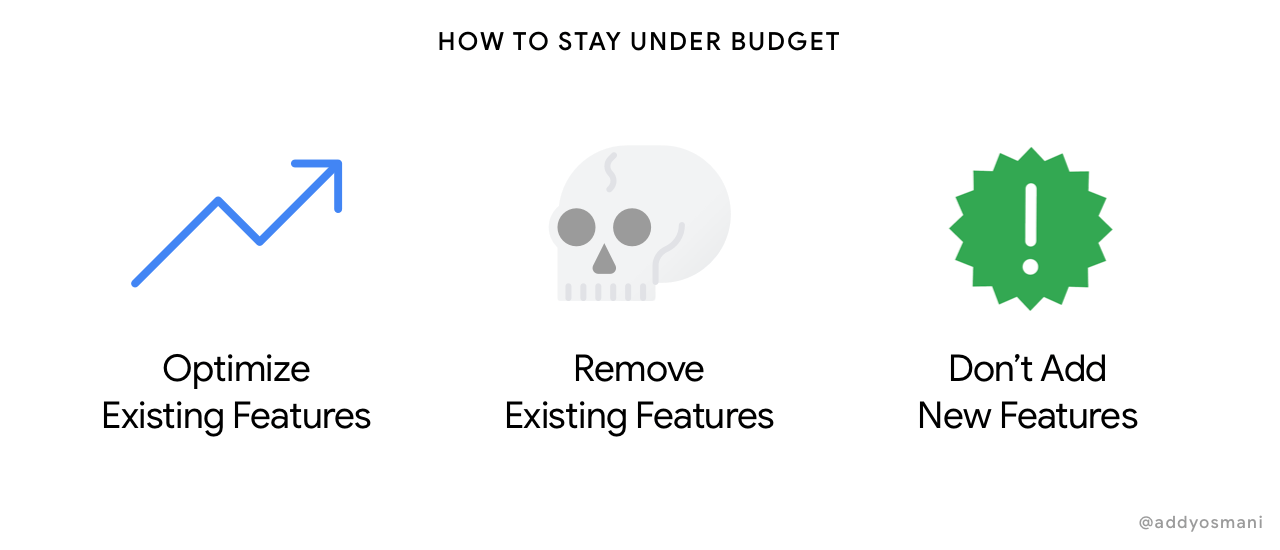 HOW TO STAY UNDER BUDGET
Optimize
Existing Features
Remove
Existing Features
Don’t Add
New Features
@addyosmani